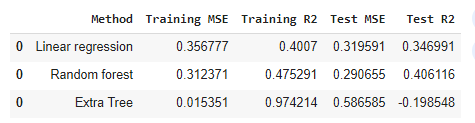 Method Training MSE Training R2 Test MSE Test R2
0 Linear regression 0.356777 0.4007 0.319591 0.346991
0 Random forest 0.312371 0.475291 0.290655 0.406116
0 Extra Tree 0.015351 0.974214 0.586585 -0.198548